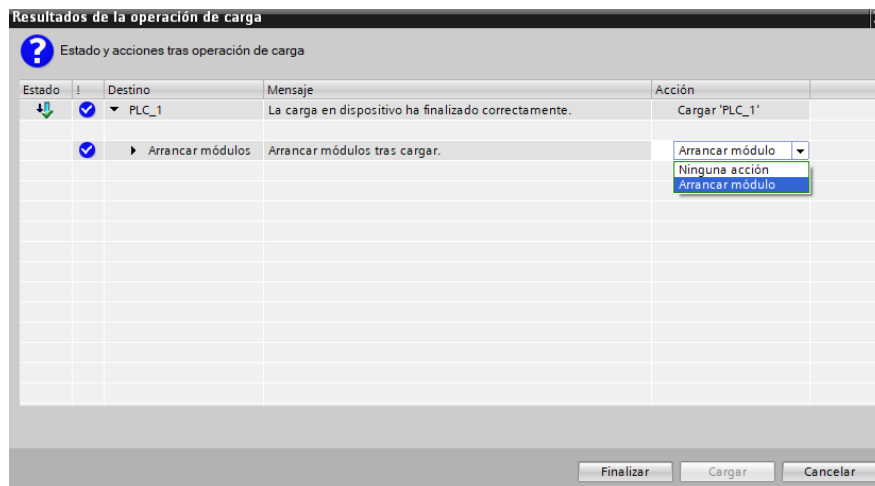 Resultados de la operación de carga
Estado y acciones tras operación de carga
Estado ! Destino Mensaje Acción
PLC_1 La carga en dispositivo ha finalizado correctamente. Cargar 'PLC_1'
Arrancar módulos Arrancar módulos tras cargar. Arrancar módulo
Ninguna acción
Arrancar módulo
Finalizar Cargar Cancelar